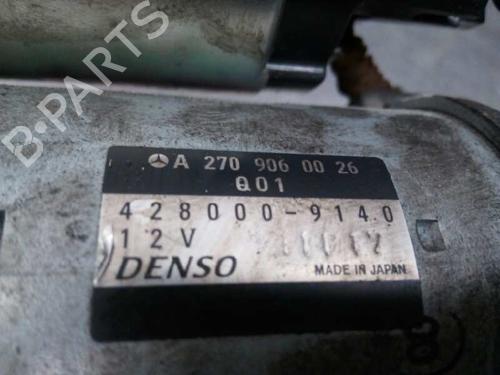 B-PARTS
A 270 906 00 26
Q01
428000-9140
12V
DENSO MADE IN JAPAN